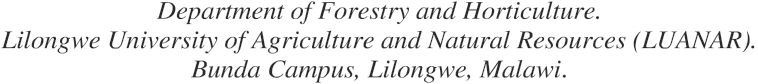 Department of Forestry and Horticulture.
Lilongwe University of Agriculture and Natural Resources (LUANAR).
Bunda Campus, Lilongwe, Malawi.